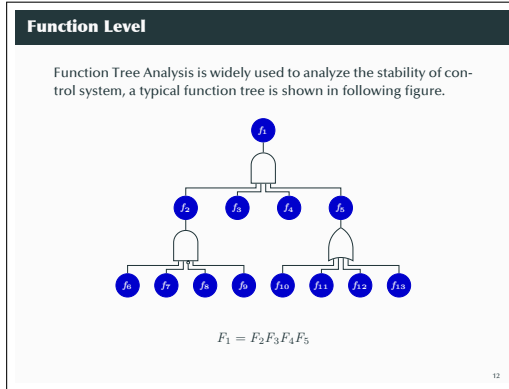 Function Level
Function Tree Analysis is widely used to analyze the stability of con-
trol system, a typical function tree is shown in following figure.
f₁
f₂ f₃ f₄ f₅
f₆ f₇ f₈ f₉ f₁₀ f₁₁ f₁₂ f₁₃
F₁ = F₂F₃F₄F₅
12